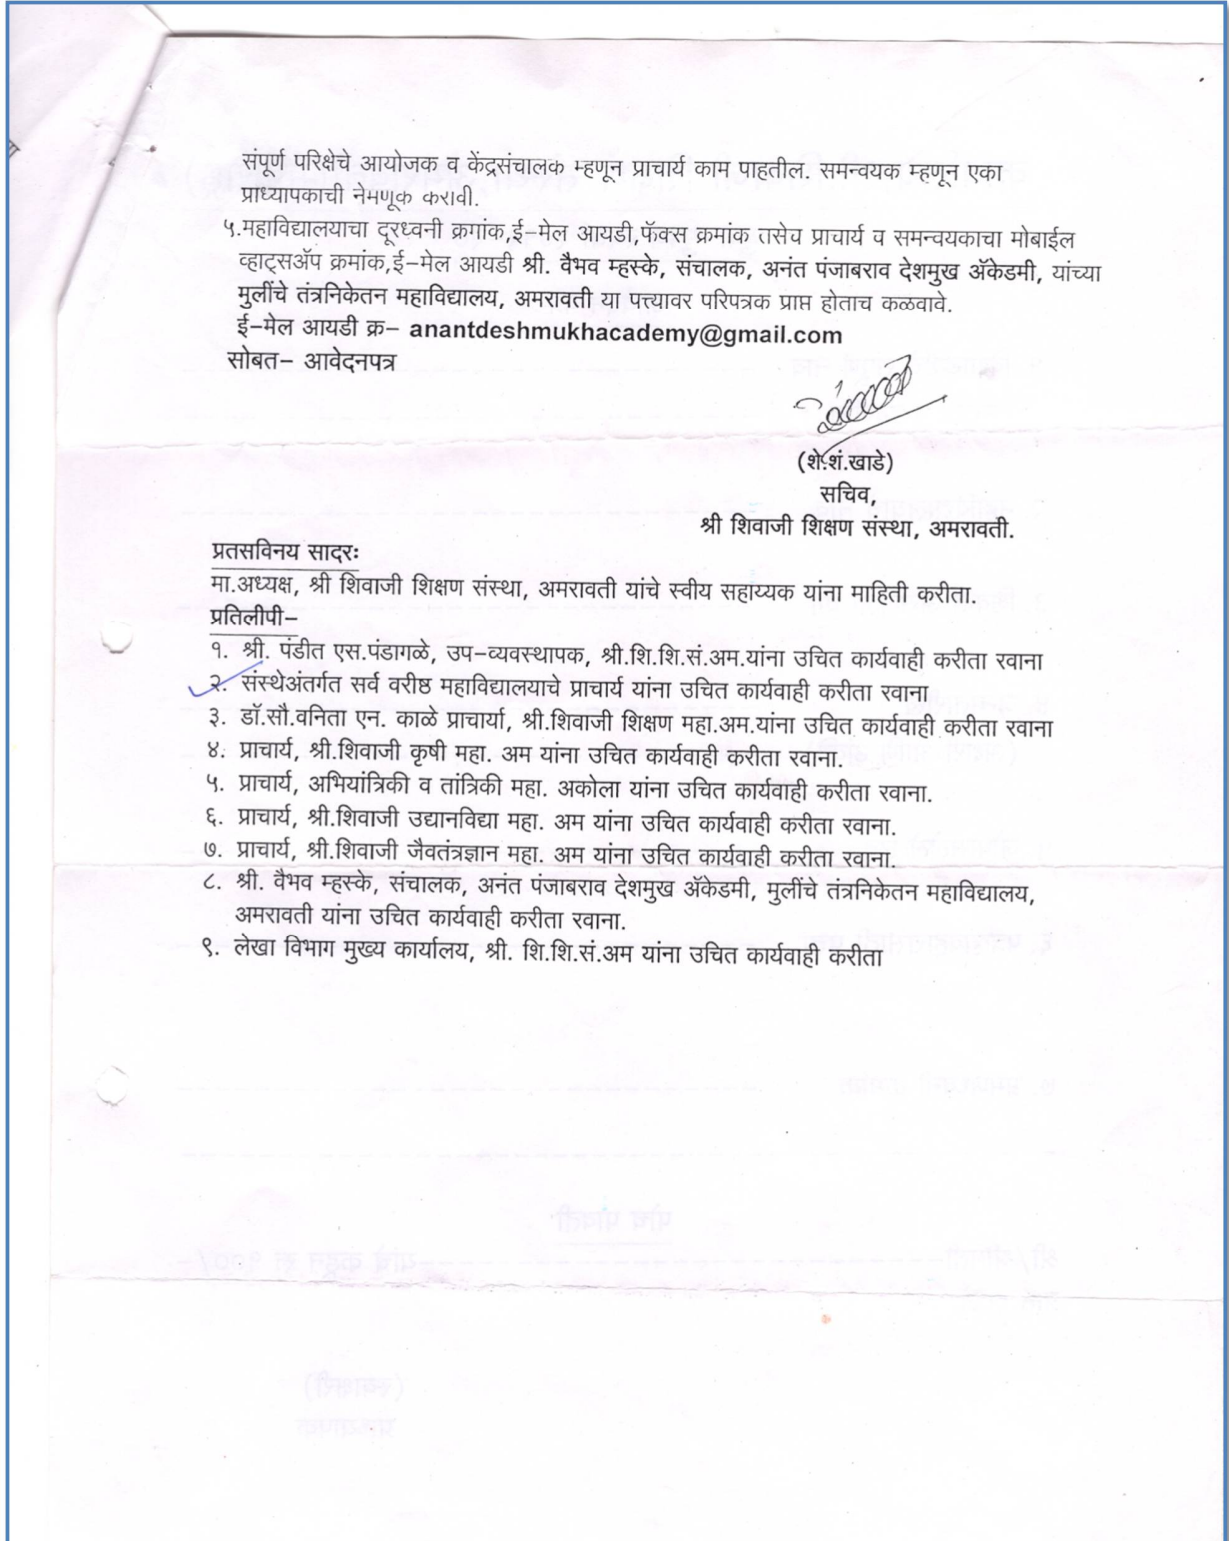 संपूर्ण परिक्षेचे आयोजक व केंद्रसंचालक म्हणून प्राचार्य काम पाहतील. समन्वयक म्हणून एका
प्राध्यापकाची नेमणूक करावी.
५.महाविद्यालयाचा दूरध्वनी क्रमांक,ई–मेल आयडी,फॅक्स क्रमांक तसेच प्राचार्य व समन्वयकाचा मोबाईल
व्हाट्सॲप क्रमांक,ई–मेल आयडी श्री. वैभव म्हस्के, संचालक, अनंत पंजाबराव देशमुख ॲकेडमी, यांच्या
मुलींचे तंत्रनिकेतन महाविद्यालय, अमरावती या पत्त्यावर परिपत्रक प्राप्त होताच कळवावे.
ई–मेल आयडी क्र– anantdeshmukhacademy@gmail.com
सोबत– आवेदनपत्र
(शे.शं.खाडे)
सचिव,
श्री शिवाजी शिक्षण संस्था, अमरावती.
प्रतसविनय सादरः
मा.अध्यक्ष, श्री शिवाजी शिक्षण संस्था, अमरावती यांचे स्वीय सहाय्यक यांना माहिती करीता.
प्रतिलीपी–
१. श्री. पंडीत एस.पंडागळे, उप–व्यवस्थापक, श्री.शि.शि.सं.अम.यांना उचित कार्यवाही करीता रवाना
२. संस्थेअंतर्गत सर्व वरीष्ठ महाविद्यालयाचे प्राचार्य यांना उचित कार्यवाही करीता रवाना
३. डॉ.सौ.वनिता एन. काळे प्राचार्या, श्री.शिवाजी शिक्षण महा.अम.यांना उचित कार्यवाही करीता रवाना
४. प्राचार्य, श्री.शिवाजी कृषी महा. अम यांना उचित कार्यवाही करीता रवाना.
५. प्राचार्य, अभियांत्रिकी व तांत्रिकी महा. अकोला यांना उचित कार्यवाही करीता रवाना.
६. प्राचार्य, श्री.शिवाजी उद्यानविद्या महा. अम यांना उचित कार्यवाही करीता रवाना.
७. प्राचार्य, श्री.शिवाजी जैवतंत्रज्ञान महा. अम यांना उचित कार्यवाही करीता रवाना.
८. श्री. वैभव म्हस्के, संचालक, अनंत पंजाबराव देशमुख ॲकेडमी, मुलींचे तंत्रनिकेतन महाविद्यालय,
अमरावती यांना उचित कार्यवाही करीता रवाना.
९. लेखा विभाग मुख्य कार्यालय, श्री. शि.शि.सं.अम यांना उचित कार्यवाही करीता